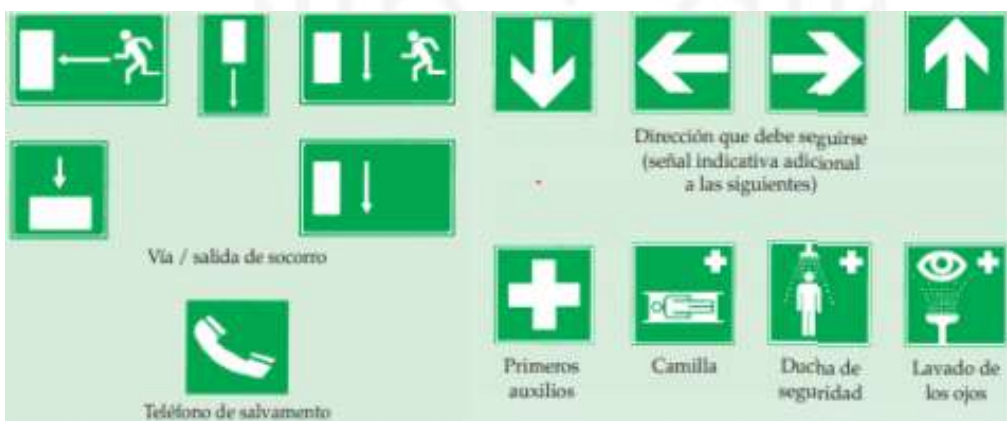 Vía / salida de socorro
Teléfono de salvamento
Dirección que debe seguirse
(señal indicativa adicional
a las siguientes)
Primeros
auxilios
Camilla
Ducha de
seguridad
Lavado de
los ojos